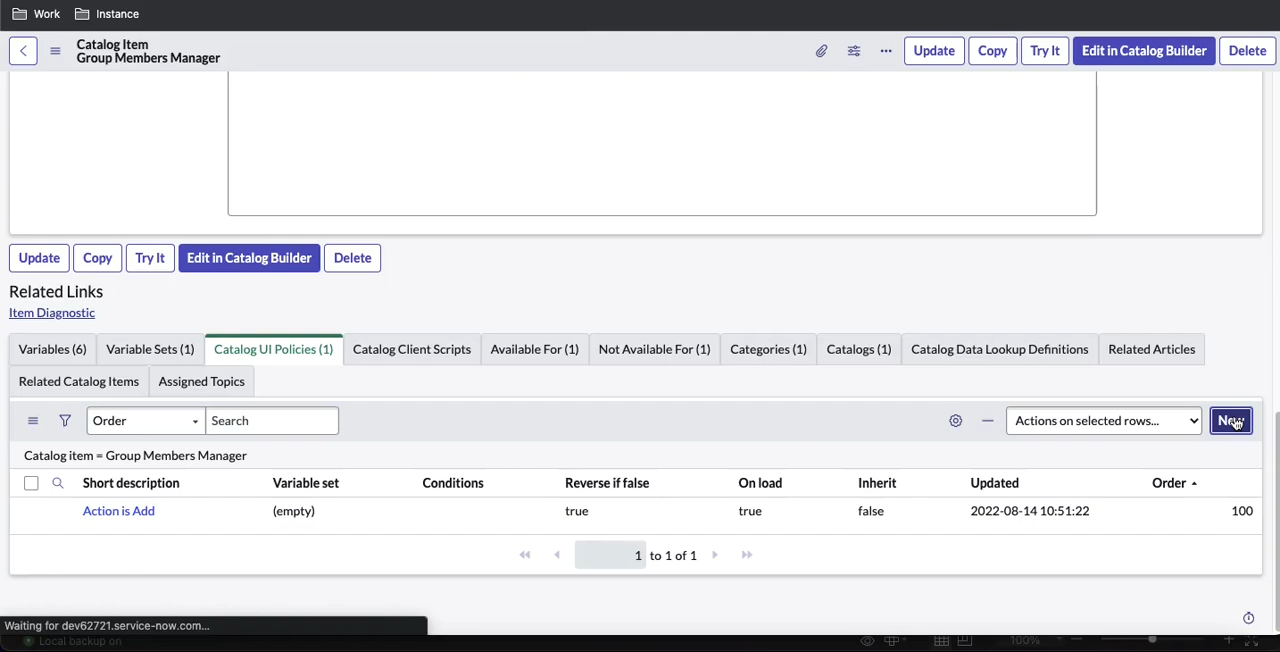 Work Instance
Catalog Item
Group Members Manager
Update Copy Try It Edit in Catalog Builder Delete
Update Copy Try It Edit in Catalog Builder Delete
Related Links
Item Diagnostic
Variables (6) Variable Sets (1) Catalog UI Policies (1) Catalog Client Scripts Available For (1) Not Available For (1) Categories (1) Catalogs (1) Catalog Data Lookup Definitions Related Articles
Related Catalog Items Assigned Topics
Order Search Actions on selected rows... New
Catalog item = Group Members Manager
Short description Variable set Conditions Reverse if false On load Inherit Updated Order
Action is Add (empty) true true false 2022-08-14 10:51:22 100
1 to 1 of 1
Waiting for dev62721.service-now.com...
Local backup on 100%